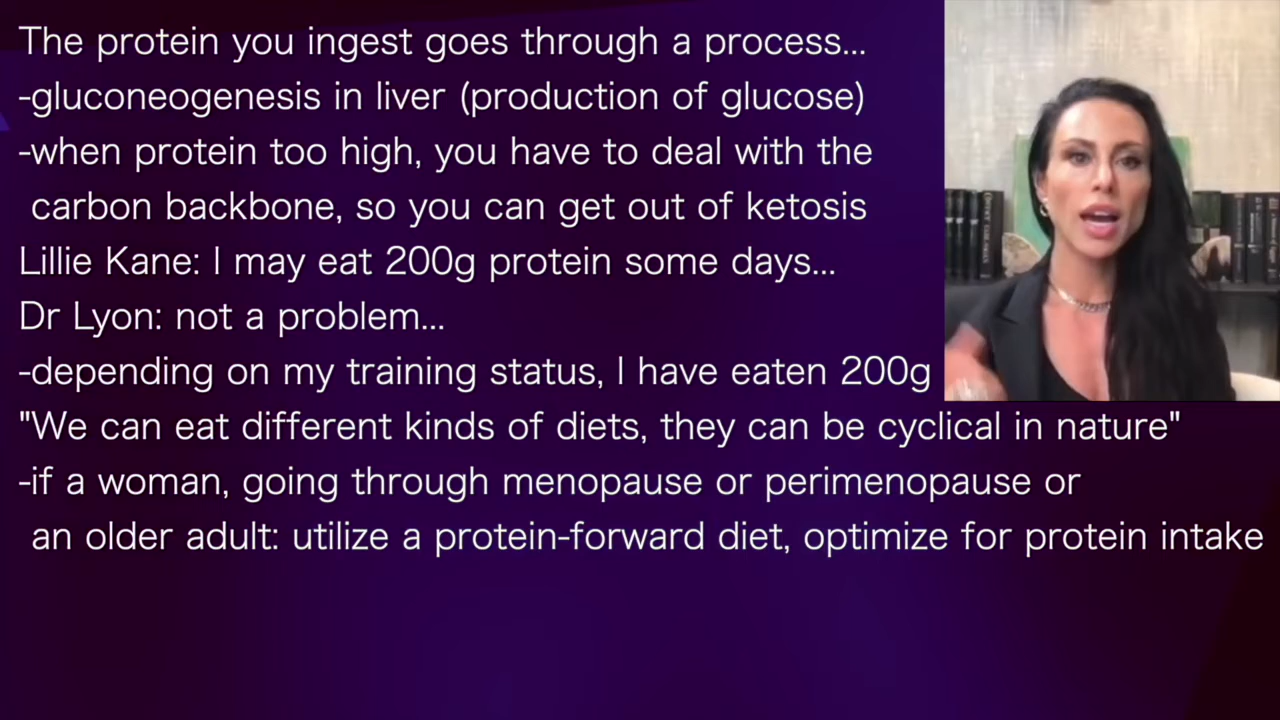 The protein you ingest goes through a process...
-gluconeogenesis in liver (production of glucose)
-when protein too high, you have to deal with the
carbon backbone, so you can get out of ketosis
Lillie Kane: I may eat 200g protein some days...
Dr Lyon: not a problem...
-depending on my training status, I have eaten 200g
"We can eat different kinds of diets, they can be cyclical in nature"
-if a woman, going through menopause or perimenopause or
an older adult: utilize a protein-forward diet, optimize for protein intake